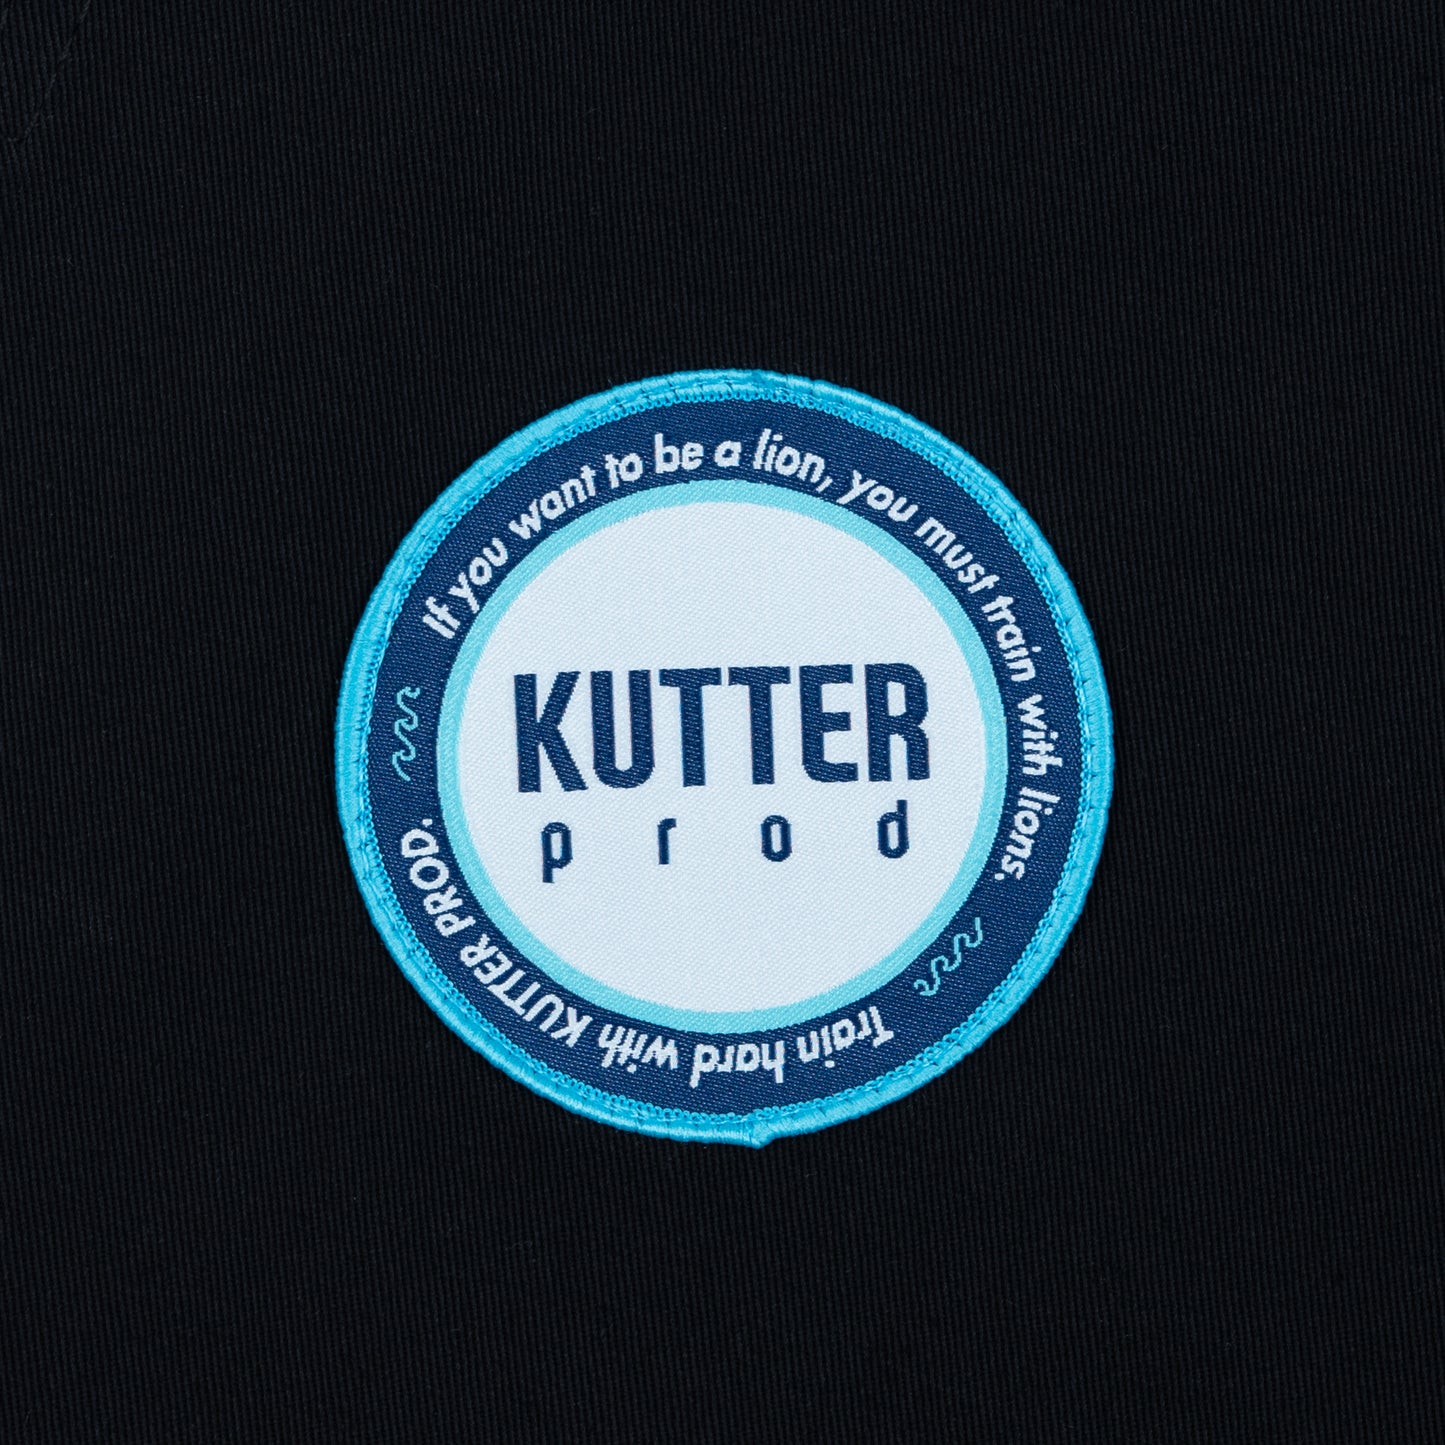 If you want to be a lion, you must train with lions.
KUTTER
prod
Train hard with KUTTER PROD.